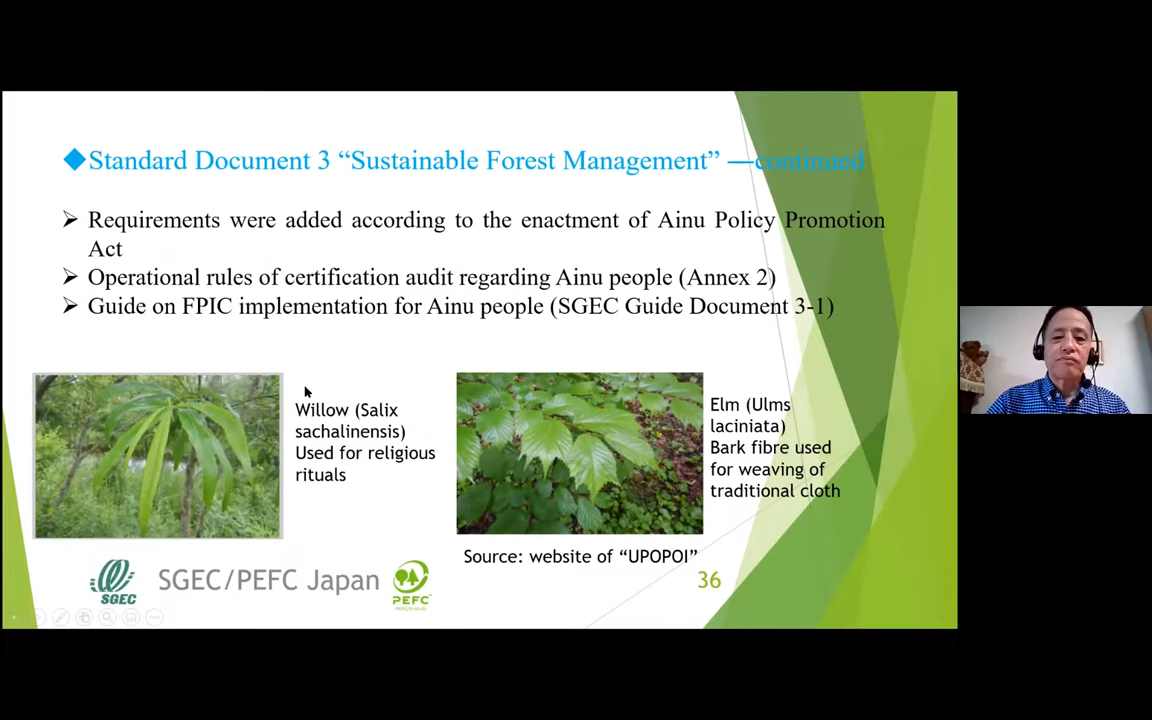 ◆Standard Document 3 “Sustainable Forest Management” —continued
➢ Requirements were added according to the enactment of Ainu Policy Promotion
Act
➢ Operational rules of certification audit regarding Ainu people (Annex 2)
➢ Guide on FPIC implementation for Ainu people (SGEC Guide Document 3-1)
Willow (Salix
sachalinensis)
Used for religious
rituals
Elm (Ulms
laciniata)
Bark fibre used
for weaving of
traditional cloth
Source: website of “UPOPOI”
SGEC
SGEC/PEFC Japan
PEFC
36